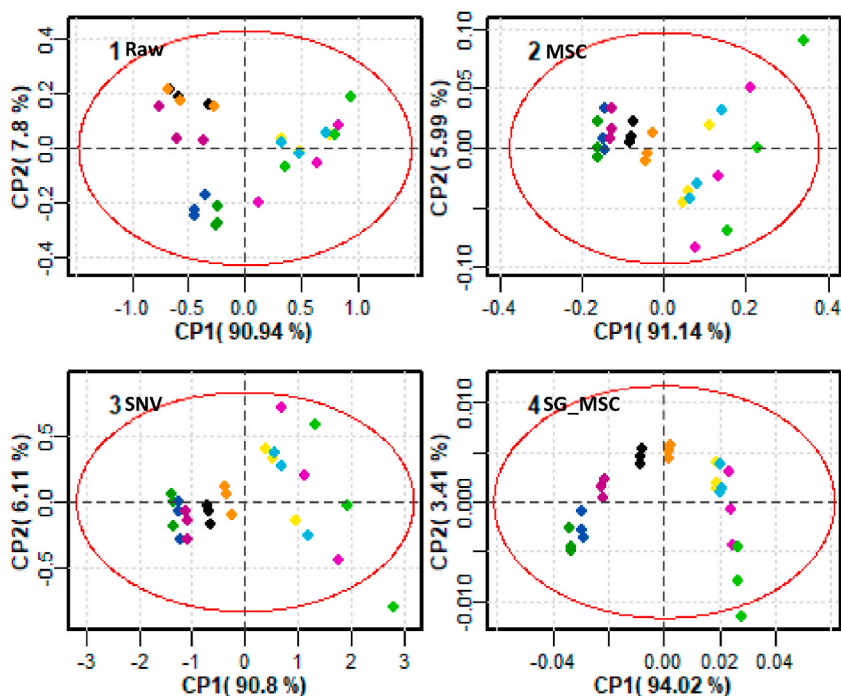 1 Raw
CP2( 7.8 %)
0.4
0.2
0.0
-0.2
-0.4
-1.0 -0.5 0.0 0.5 1.0
CP1( 90.94 %)
2 MSC
CP2( 5.99 %)
0.10
0.05
0.00
-0.10
-0.4 -0.2 0.0 0.2 0.4
CP1( 91.14 %)
3 SNV
CP2( 6.11 %)
0.5
0.0
-0.5
-3 -2 -1 0 1 2 3
CP1( 90.8 %)
4 SG_MSC
CP2( 3.41 %)
0.010
0.000
-0.010
-0.04 0.00 0.02 0.04
CP1( 94.02 %)